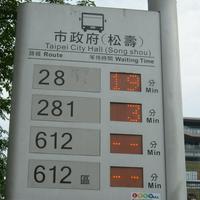 市政府(松壽)
Taipei City Hall (Song shou)
路線 Route 等候時間 Waiting Time
28 19 分 Min
281 3 分 Min
612 -- 分 Min
612 區 -- 分 Min